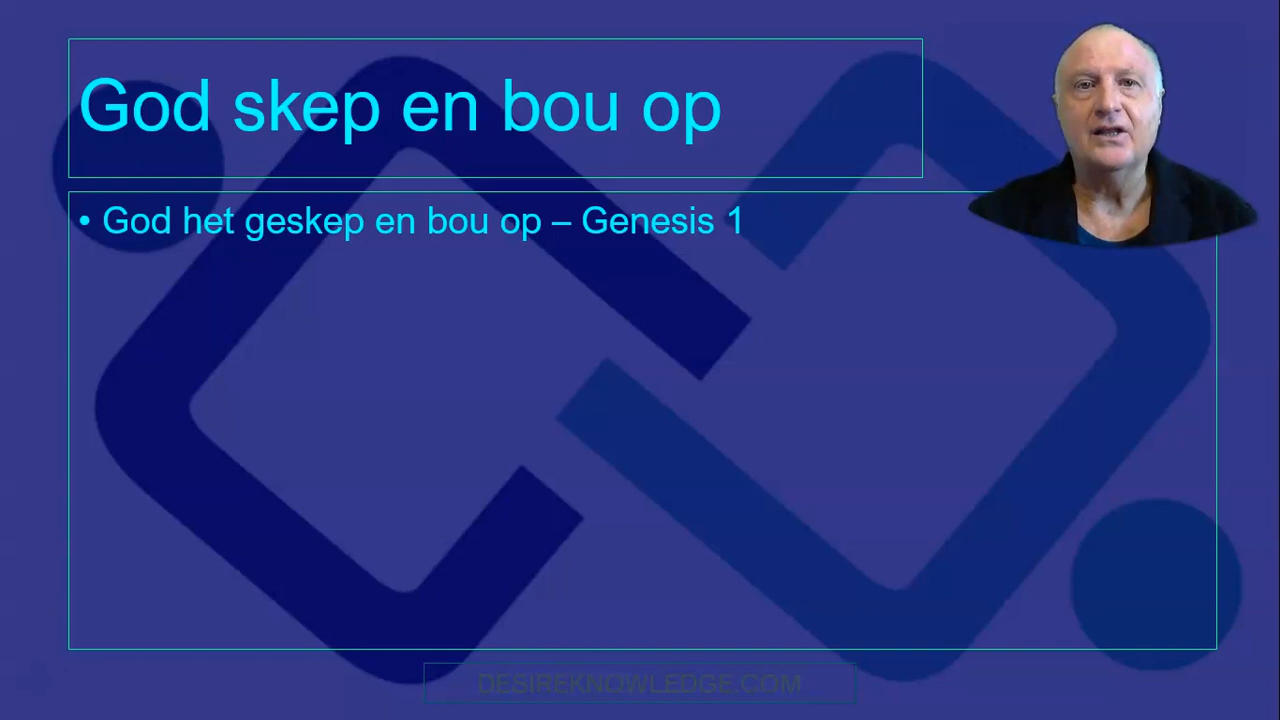 God skep en bou op
• God het geskep en bou op – Genesis 1
DESIREKNOWLEDGE.COM